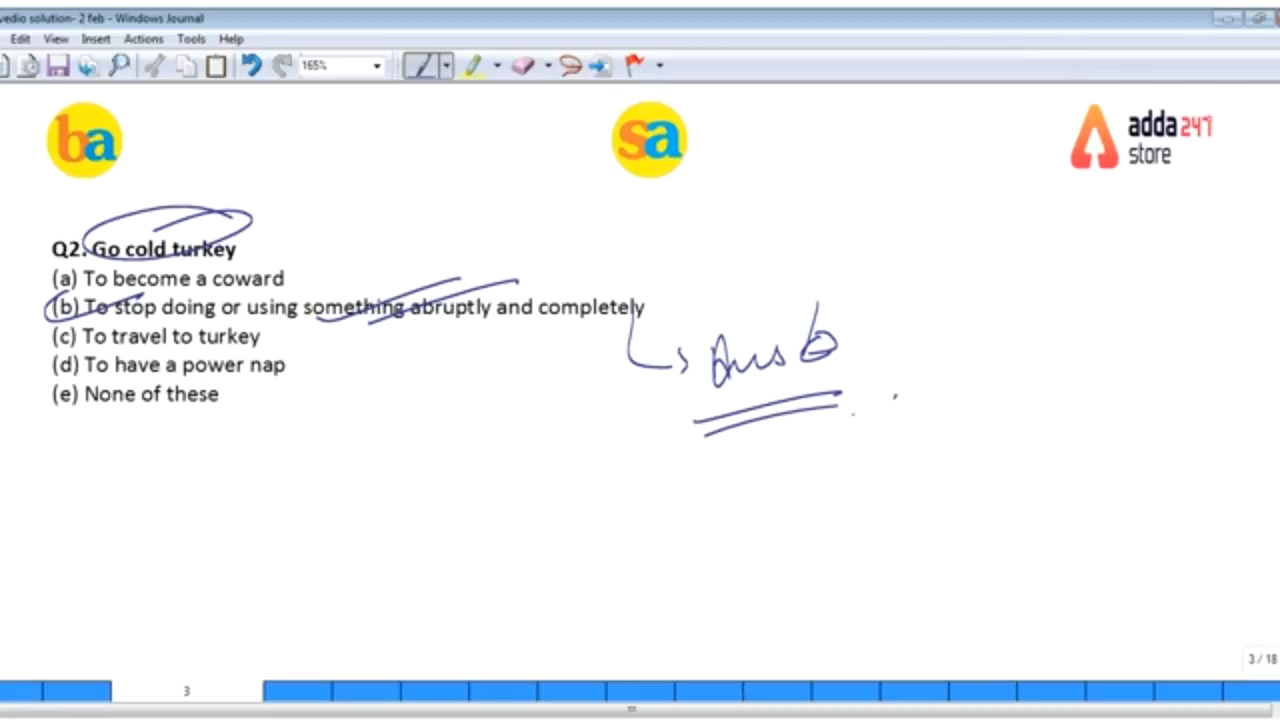 vedio solution- 2 feb - Windows Journal
Edit View Insert Actions Tools Help
165%
ba
sa
adda247
store
Q2. Go cold turkey
(a) To become a coward
(b) To stop doing or using something abruptly and completely
(c) To travel to turkey
(d) To have a power nap
(e) None of these
Ans b
3 / 18
3